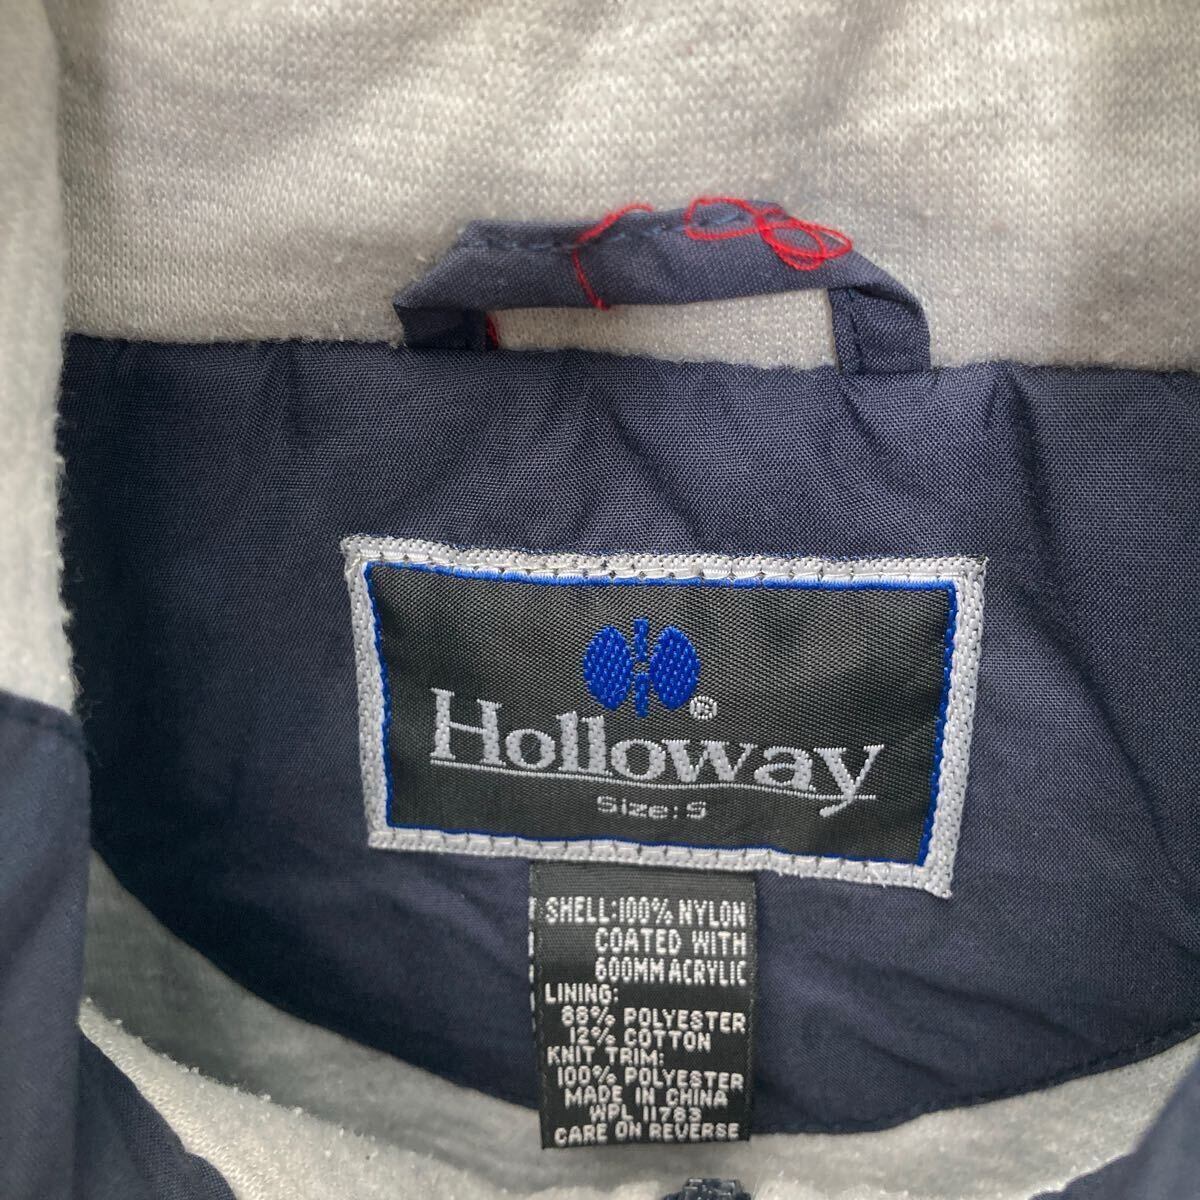 Holloway®
Size: S
SHELL:100% NYLON
COATED WITH
600MM ACRYLIC
LINING:
88% POLYESTER
12% COTTON
KNIT TRIM:
100% POLYESTER
MADE IN CHINA
WPL 11763
CARE ON REVERSE